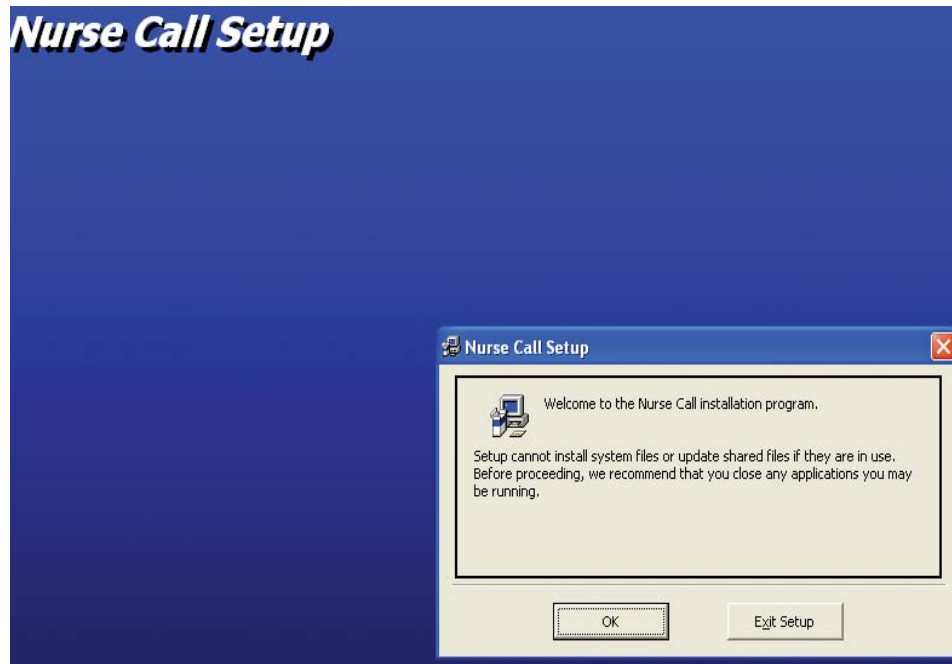 Nurse Call Setup
Nurse Call Setup
Welcome to the Nurse Call installation program.
Setup cannot install system files or update shared files if they are in use.
Before proceeding, we recommend that you close any applications you may
be running.
OK
Exit Setup